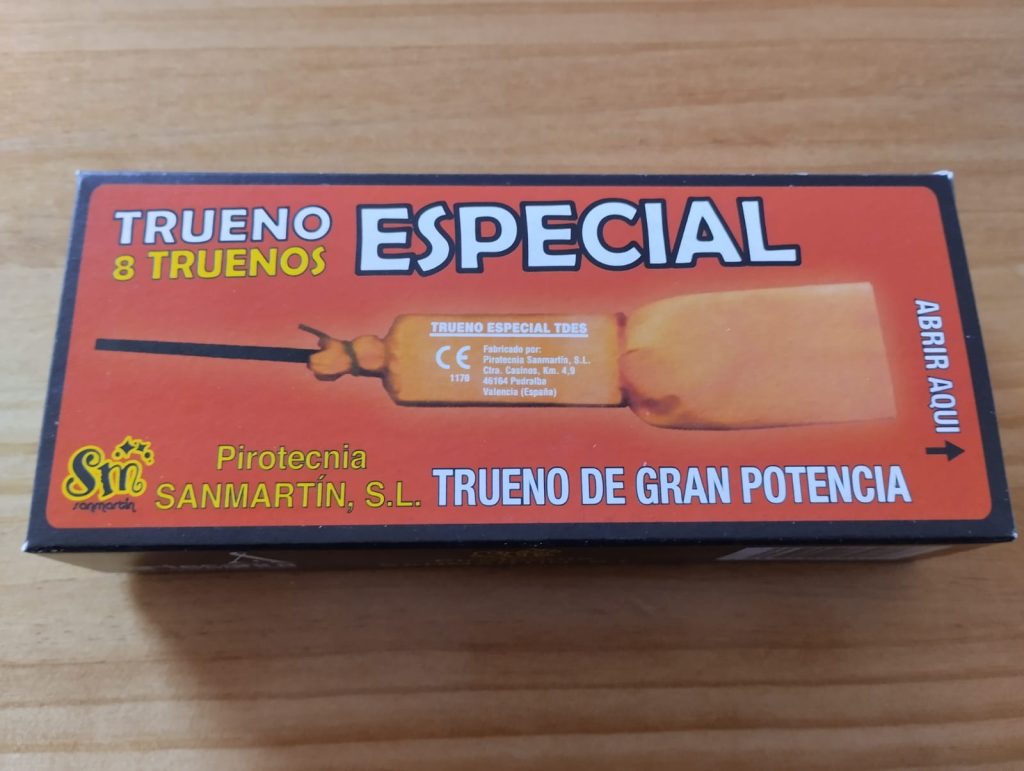 TRUENO ESPECIAL
8 TRUENOS
TRUENO ESPECIAL TDES
CE
1170
Fabricado por:
Pirotecnia Sanmartín, S.L.
Ctra. Casinos, Km. 4,9
46164 Pedralba
Valencia (España)
ABRIR AQUI
Sm
sanmartín
Pirotecnia
SANMARTÍN, S.L.
TRUENO DE GRAN POTENCIA